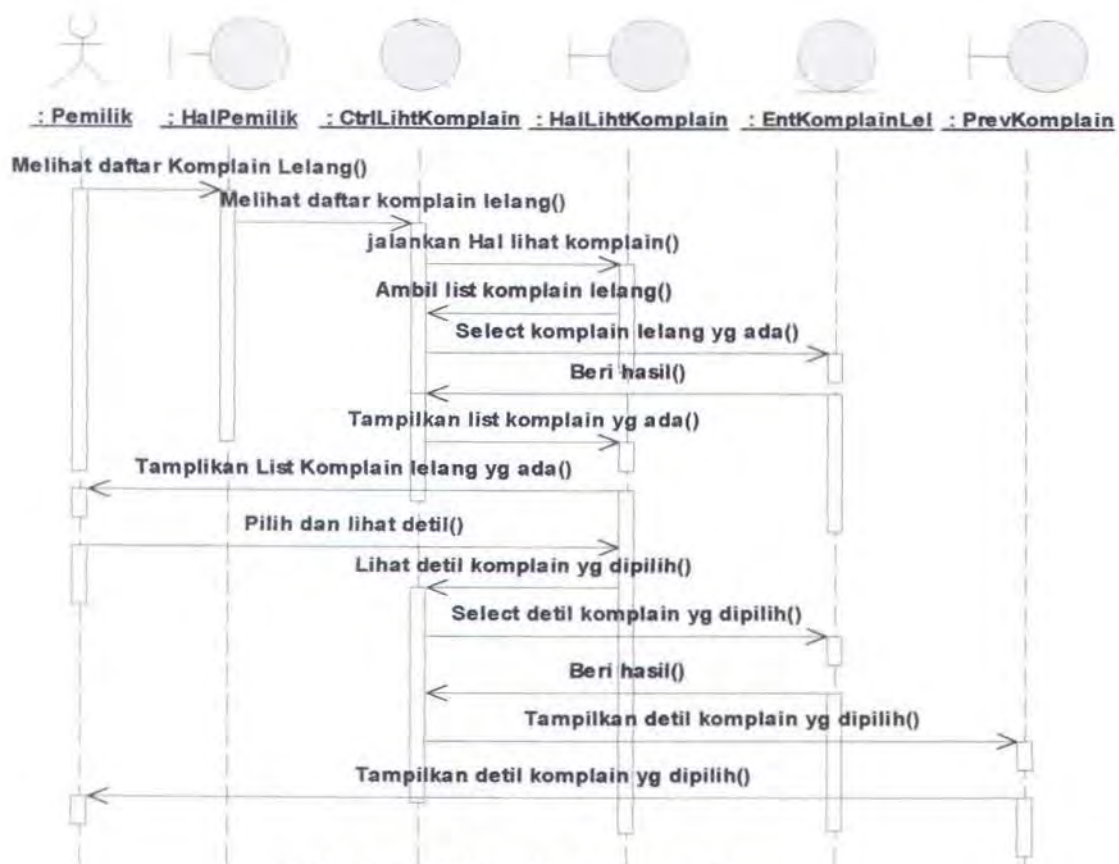 : Pemilik : HalPemilik : CtrlLihtKomplain : HalLihtKomplain : EntKomplainLel : PrevKomplain
Melihat daftar Komplain Lelang()
Melihat daftar komplain lelang()
jalankan Hal lihat komplain()
Ambil list komplain lelang()
Select komplain lelang yg ada()
Beri hasil()
Tampilkan list komplain yg ada()
Tamplikan List Komplain lelang yg ada()
Pilih dan lihat detil()
Lihat detil komplain yg dipilih()
Select detil komplain yg dipilih()
Beri hasil()
Tampilkan detil komplain yg dipilih()
Tampilkan detil komplain yg dipilih()